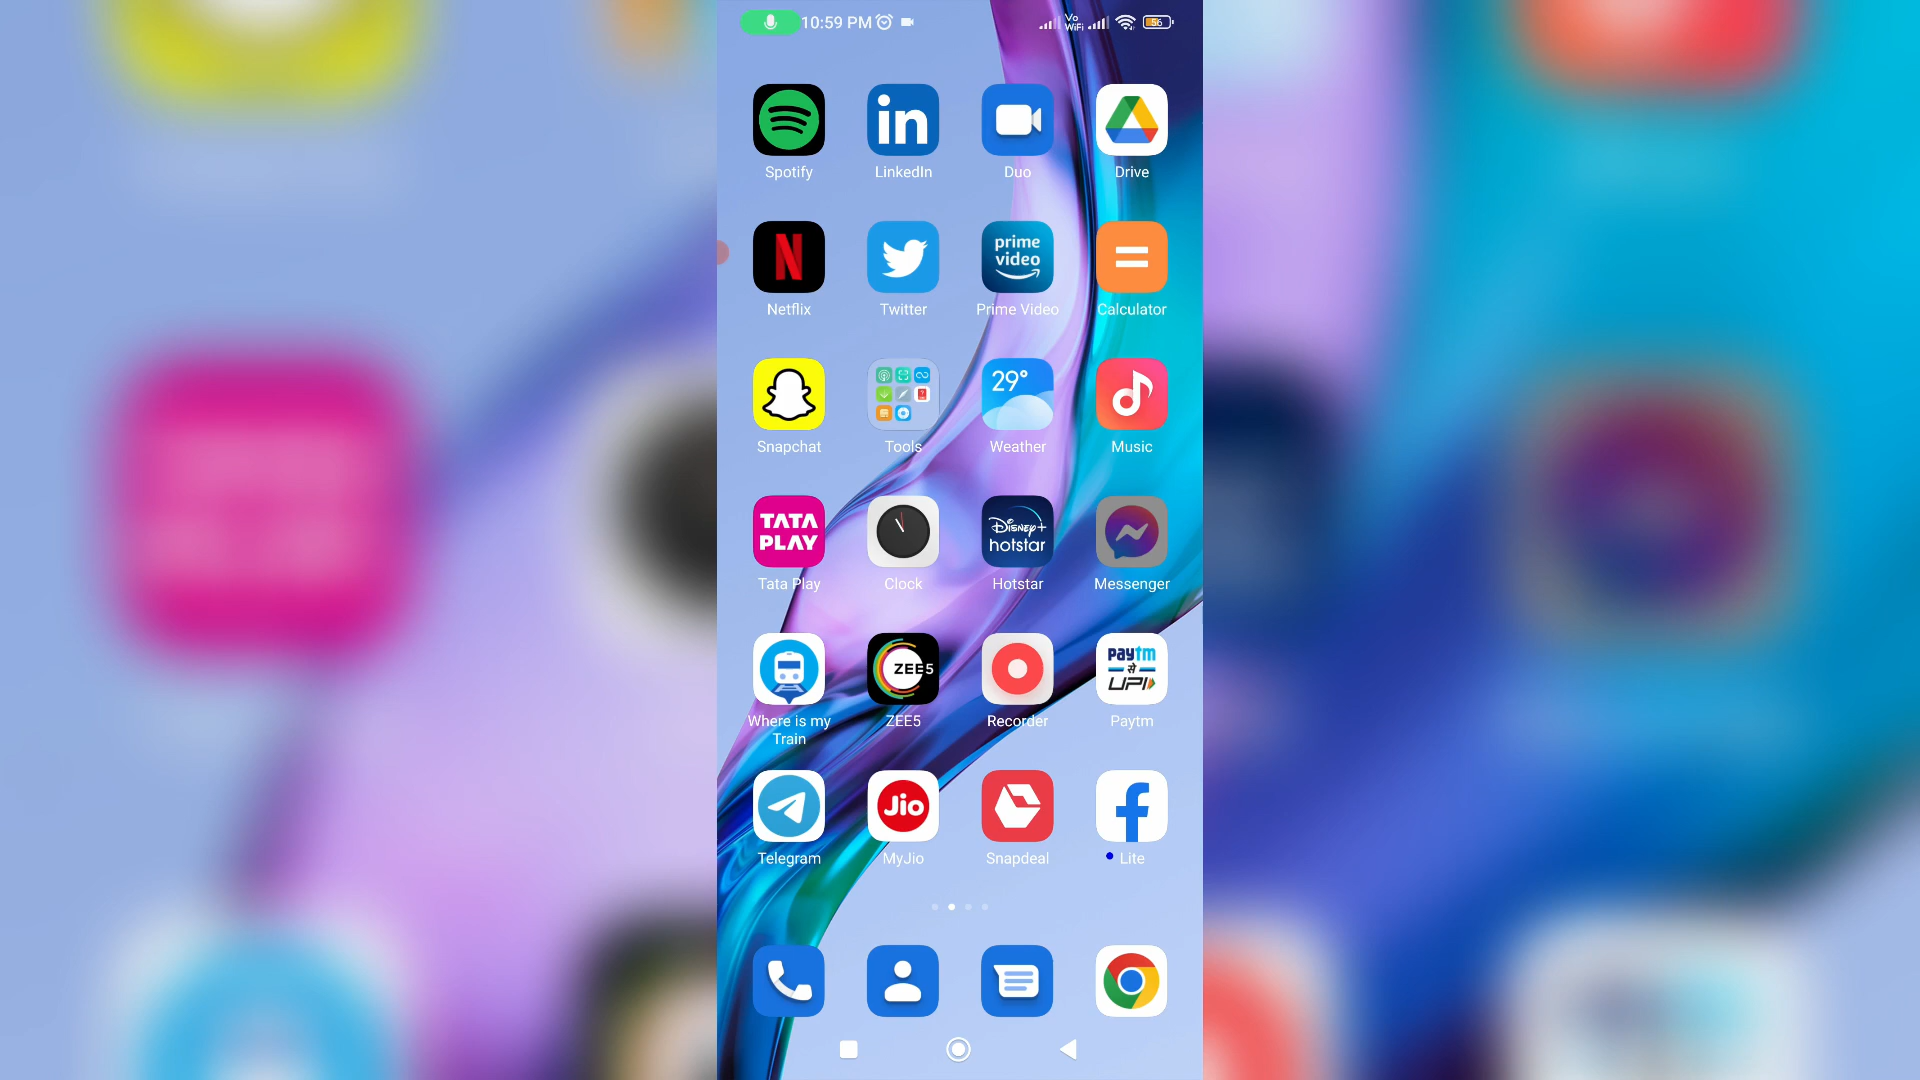 10:59 PM
Vo
WiFi
56
in
Spotify
LinkedIn
Duo
Drive
N
prime
video
Netflix
Twitter
Prime Video
Calculator
29°
Snapchat
Tools
Weather
Music
TATA
PLAY
Disney+
hotstar
Tata Play
Clock
Hotstar
Messenger
ZEE5
Paytm
से
UPI
Where is my
Train
ZEE5
Recorder
Paytm
Jio
f
Telegram
MyJio
Snapdeal
Lite